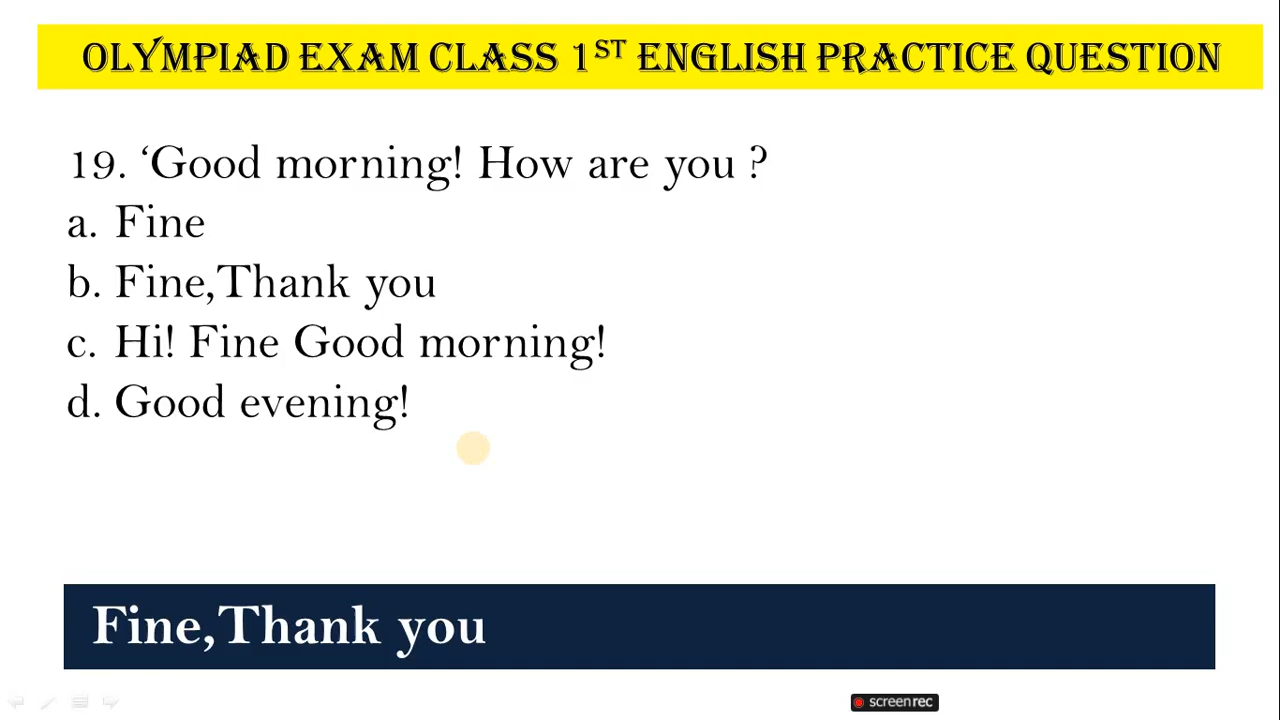 OLYMPIAD EXAM CLASS 1ST ENGLISH PRACTICE QUESTION
19. ‘Good morning! How are you ?
a. Fine
b. Fine,Thank you
c. Hi! Fine Good morning!
d. Good evening!
Fine,Thank you
screenrec